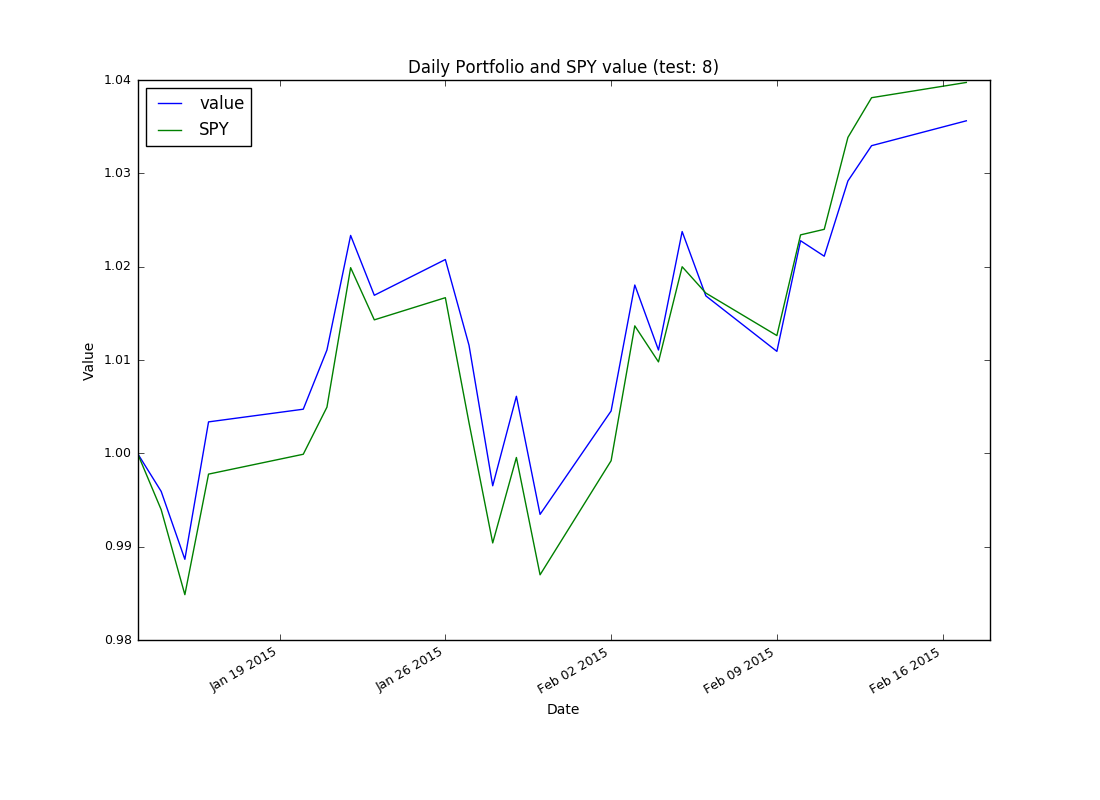 Daily Portfolio and SPY value (test: 8)
1.04
value
SPY
1.03
1.02
1.01
Value
1.00
0.99
0.98
Jan 19 2015
Jan 26 2015
Feb 02 2015
Feb 09 2015
Feb 16 2015
Date